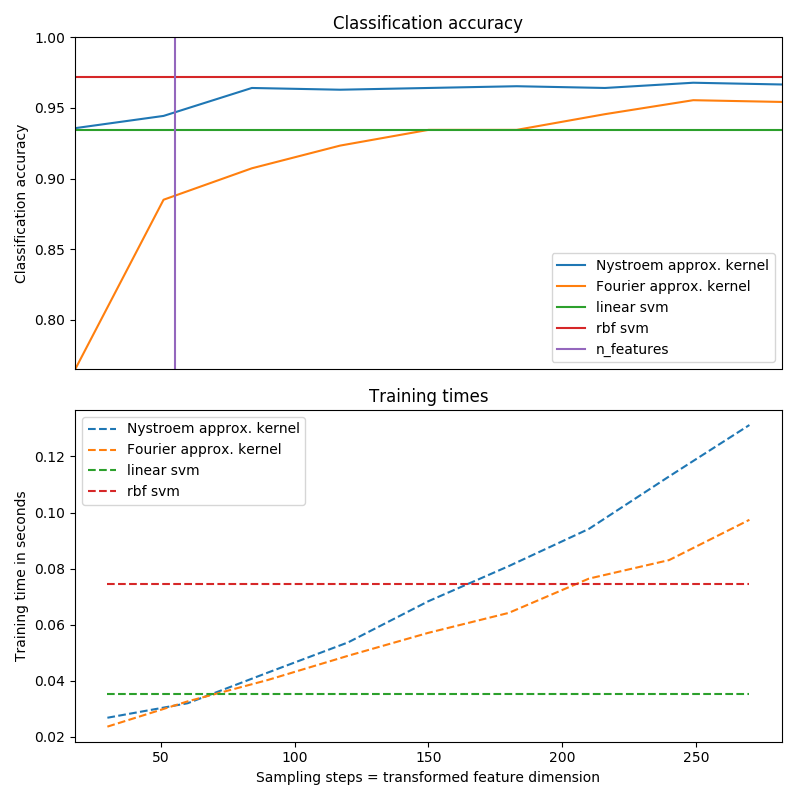 Classification accuracy
1.00
0.95
0.90
0.85
0.80
Classification accuracy
Nystroem approx. kernel
Fourier approx. kernel
linear svm
rbf svm
n_features
Training times
0.12
0.10
0.08
0.06
0.04
0.02
Training time in seconds
Nystroem approx. kernel
Fourier approx. kernel
linear svm
rbf svm
50 100 150 200 250
Sampling steps = transformed feature dimension